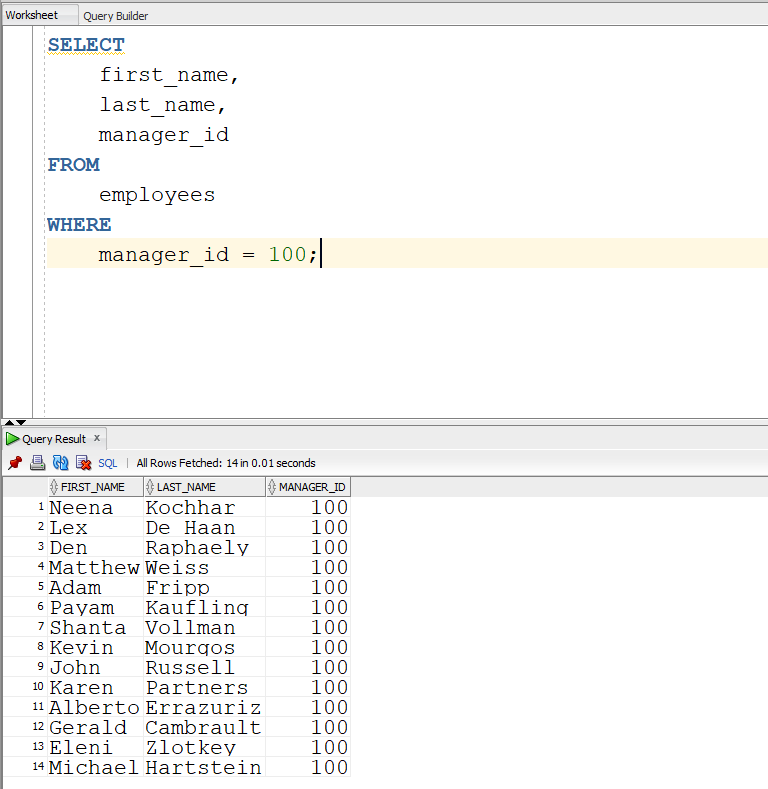 Worksheet Query Builder
SELECT
first_name,
last_name,
manager_id
FROM
employees
WHERE
manager_id = 100;
Query Result x
SQL | All Rows Fetched: 14 in 0.01 seconds
FIRST_NAME LAST_NAME MANAGER_ID
1 Neena Kochhar 100
2 Lex De Haan 100
3 Den Raphaely 100
4 Matthew Weiss 100
5 Adam Fripp 100
6 Payam Kaufling 100
7 Shanta Vollman 100
8 Kevin Mourgos 100
9 John Russell 100
10 Karen Partners 100
11 Alberto Errazuriz 100
12 Gerald Cambrault 100
13 Eleni Zlotkey 100
14 Michael Hartstein 100